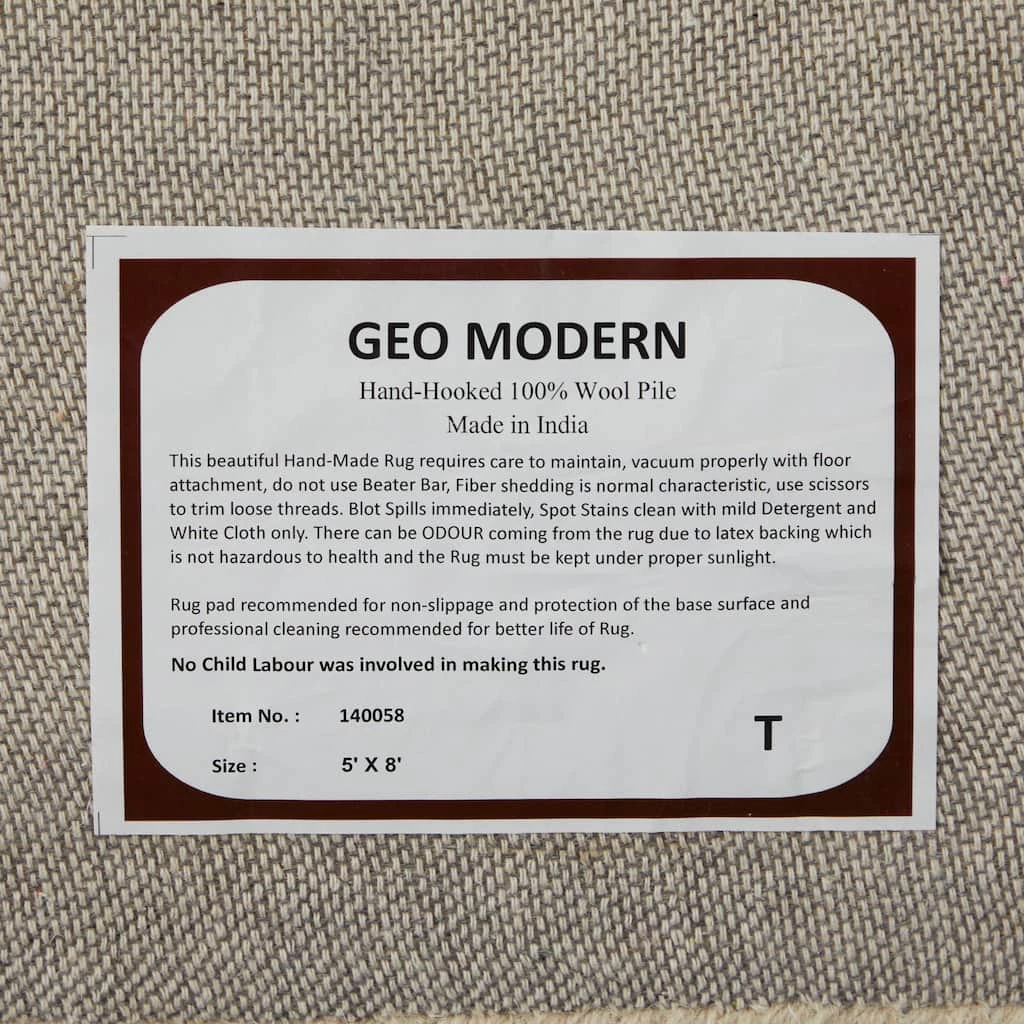 GEO MODERN
Hand-Hooked 100% Wool Pile
Made in India
This beautiful Hand-Made Rug requires care to maintain, vacuum properly with floor
attachment, do not use Beater Bar, Fiber shedding is normal characteristic, use scissors
to trim loose threads. Blot Spills immediately, Spot Stains clean with mild Detergent and
White Cloth only. There can be ODOUR coming from the rug due to latex backing which
is not hazardous to health and the Rug must be kept under proper sunlight.
Rug pad recommended for non-slippage and protection of the base surface and
professional cleaning recommended for better life of Rug.
No Child Labour was involved in making this rug.
Item No. : 140058
T
Size : 5' X 8'